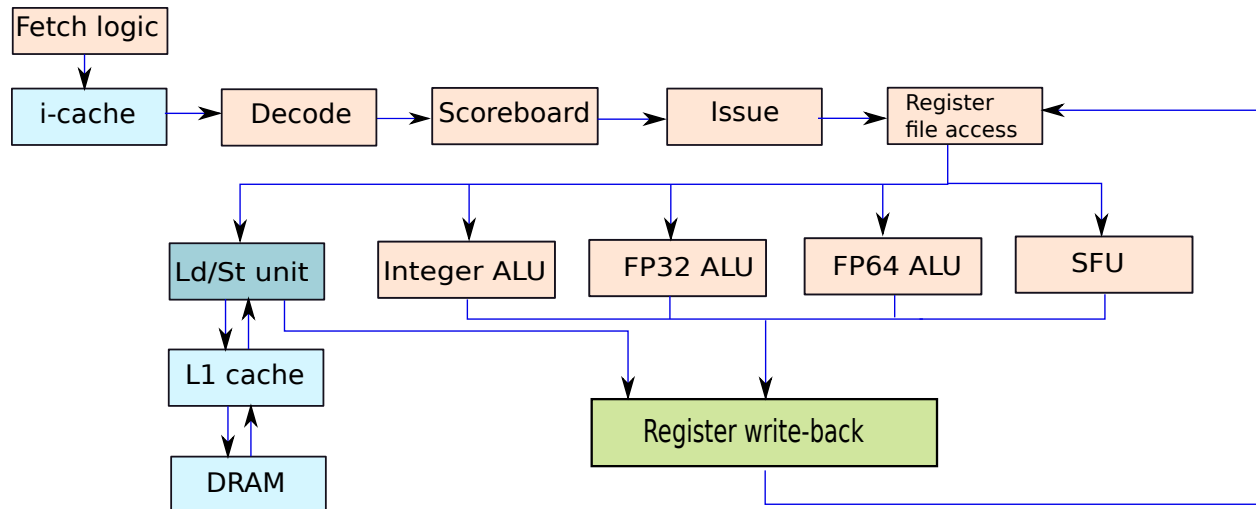 Fetch logic
i-cache
Decode
Scoreboard
Issue
Register
file access
Ld/St unit
Integer ALU
FP32 ALU
FP64 ALU
SFU
L1 cache
Register write-back
DRAM